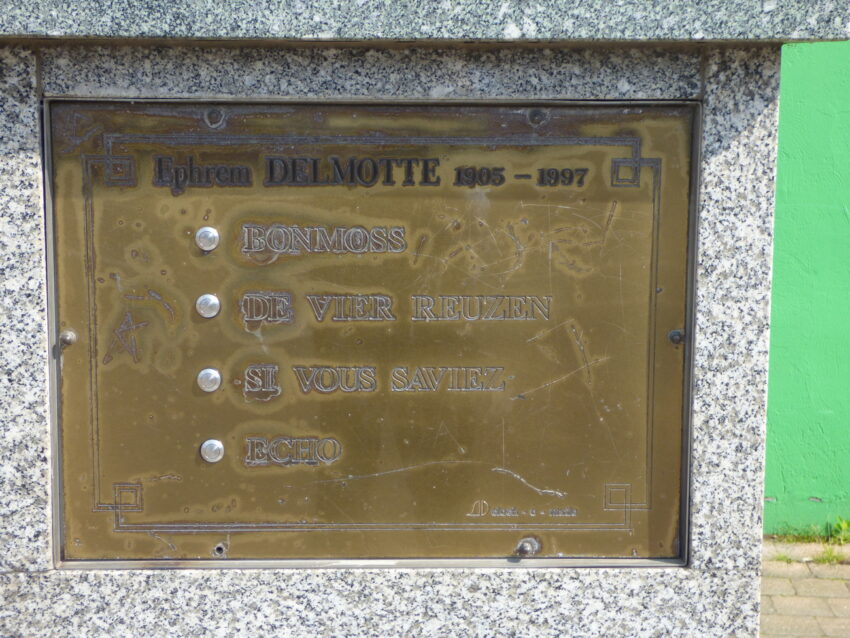 Ephrem DELMOTTE 1905 - 1997
BONMOSS
DE VIER REUZEN
SI VOUS SAVIEZ
ECHO